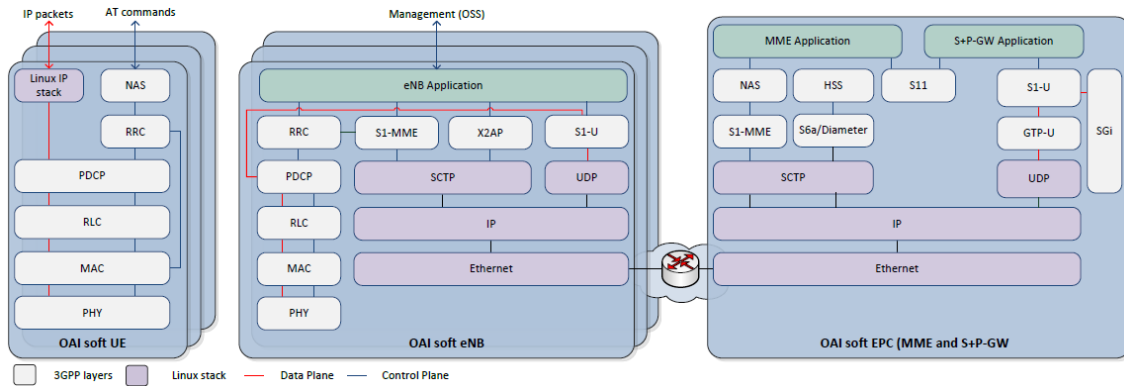 IP packets
AT commands
Linux IP
stack
NAS
RRC
PDCP
RLC
MAC
PHY
OAI soft UE
Management (OSS)
eNB Application
RRC
S1-MME
X2AP
S1-U
PDCP
SCTP
UDP
RLC
IP
MAC
Ethernet
PHY
OAI soft eNB
MME Application
S+P-GW Application
NAS
HSS
S11
S1-U
S1-MME
S6a/Diameter
GTP-U
SGi
SCTP
UDP
IP
Ethernet
OAI soft EPC (MME and S+P-GW
3GPP layers
Linux stack
Data Plane
Control Plane